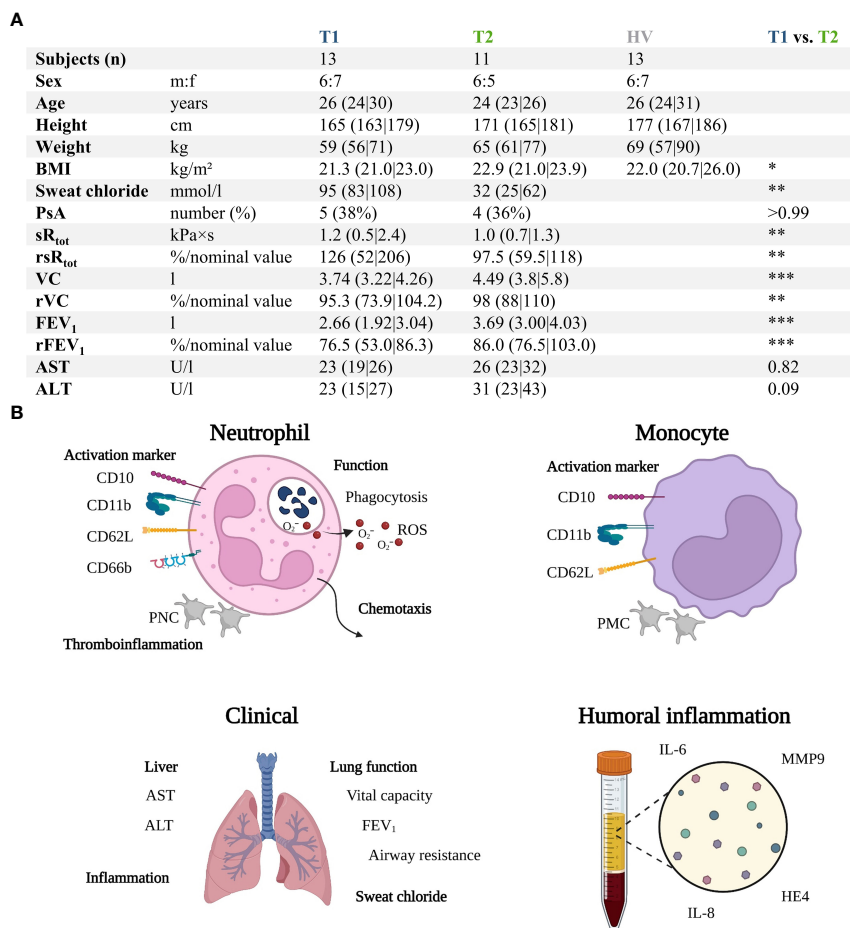 A
T1 T2 HV T1 vs. T2
Subjects (n) 13 11 13
Sex m:f 6:7 6:5 6:7
Age years 26 (24|30) 24 (23|26) 26 (24|31)
Height cm 165 (163|179) 171 (165|181) 177 (167|186)
Weight kg 59 (56|71) 65 (61|77) 69 (57|90)
BMI kg/m² 21.3 (21.0|23.0) 22.9 (21.0|23.9) 22.0 (20.7|26.0) *
Sweat chloride mmol/l 95 (83|108) 32 (25|62) **
PsA number (%) 5 (38%) 4 (36%) >0.99
sRtot kPa×s 1.2 (0.5|2.4) 1.0 (0.7|1.3) **
rsRtot %/nominal value 126 (52|206) 97.5 (59.5|118) **
VC l 3.74 (3.22|4.26) 4.49 (3.8|5.8) ***
rVC %/nominal value 95.3 (73.9|104.2) 98 (88|110) **
FEV1 l 2.66 (1.92|3.04) 3.69 (3.00|4.03) ***
rFEV1 %/nominal value 76.5 (53.0|86.3) 86.0 (76.5|103.0) ***
AST U/l 23 (19|26) 26 (23|32) 0.82
ALT U/l 23 (15|27) 31 (23|43) 0.09
B
Neutrophil
Activation marker
CD10
CD11b
CD62L
CD66b
Function
Phagocytosis
O2⁻
O2⁻
ROS
O2⁻
Chemotaxis
PNC
Thromboinflammation
Monocyte
Activation marker
CD10
CD11b
CD62L
PMC
Clinical
Liver
AST
ALT
Inflammation
Lung function
Vital capacity
FEV1
Airway resistance
Sweat chloride
Humoral inflammation
IL-6
MMP9
HE4
IL-8